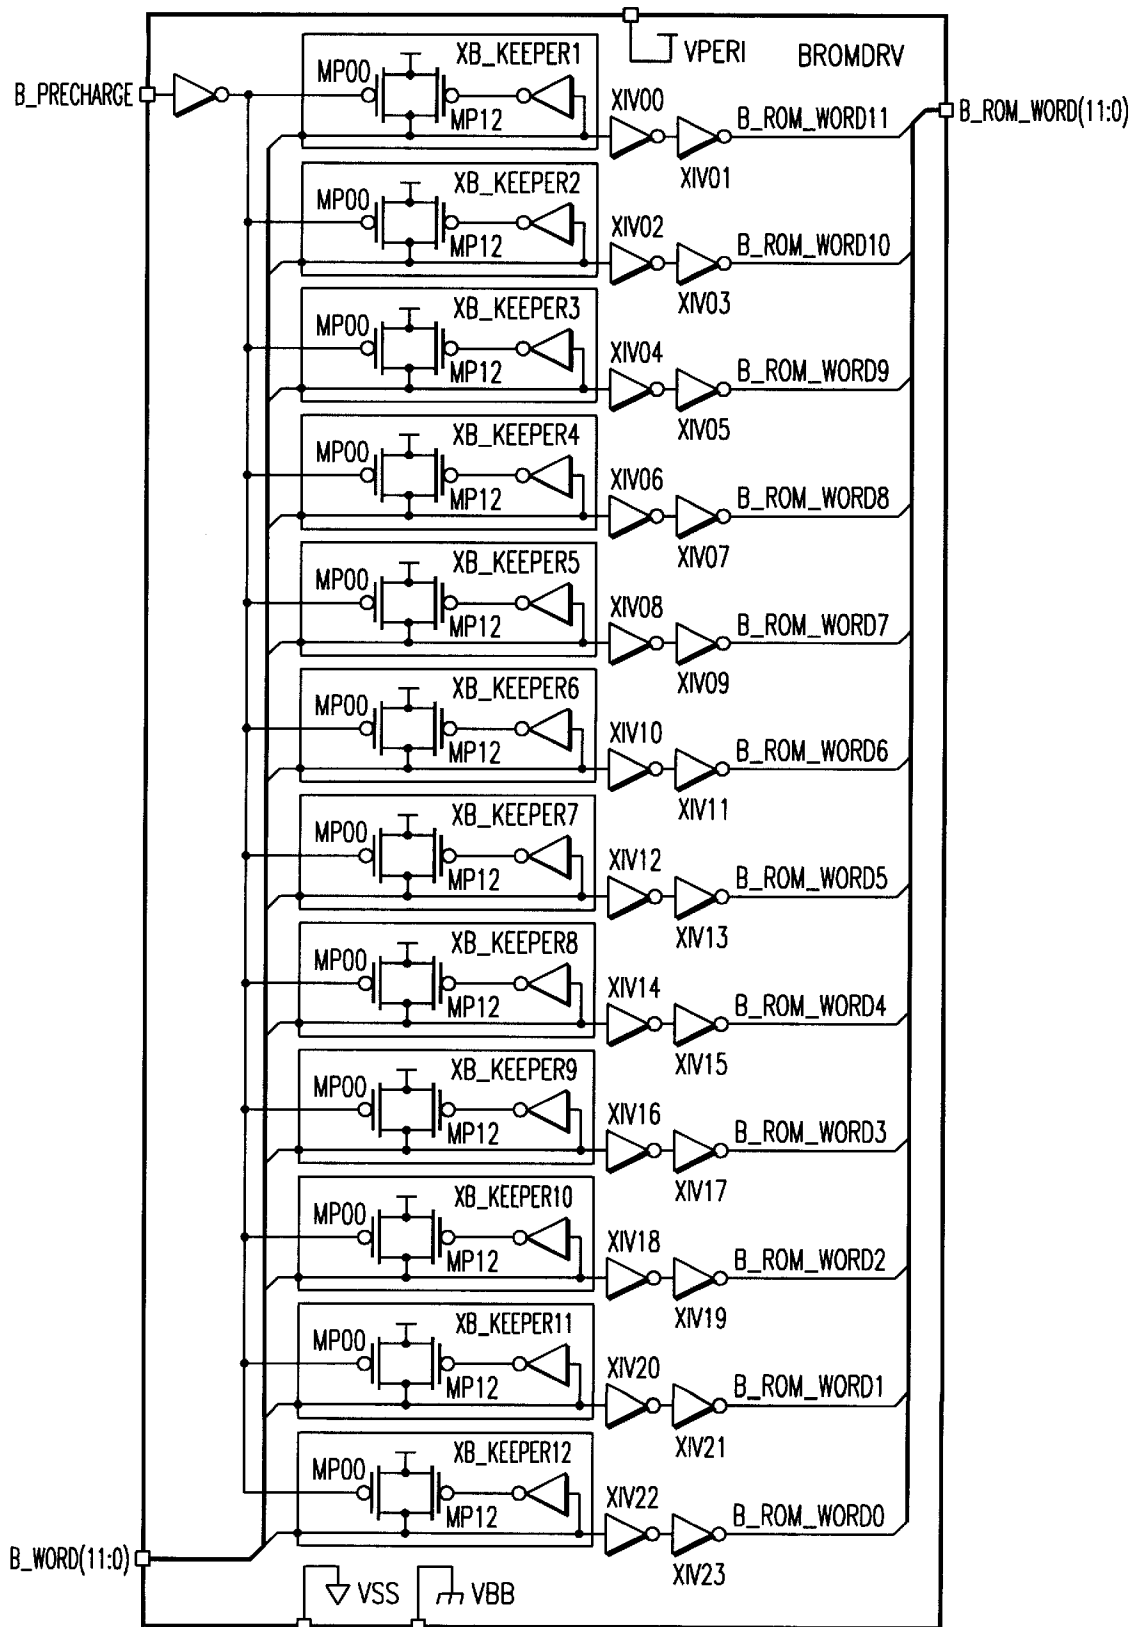 VPERI
BROMDRV
B_PRECHARGE
B_ROM_WORD(11:0)
XB_KEEPER1
MP00
MP12
XIV00
XIV01
B_ROM_WORD11
XB_KEEPER2
MP00
MP12
XIV02
XIV03
B_ROM_WORD10
XB_KEEPER3
MP00
MP12
XIV04
XIV05
B_ROM_WORD9
XB_KEEPER4
MP00
MP12
XIV06
XIV07
B_ROM_WORD8
XB_KEEPER5
MP00
MP12
XIV08
XIV09
B_ROM_WORD7
XB_KEEPER6
MP00
MP12
XIV10
XIV11
B_ROM_WORD6
XB_KEEPER7
MP00
MP12
XIV12
XIV13
B_ROM_WORD5
XB_KEEPER8
MP00
MP12
XIV14
XIV15
B_ROM_WORD4
XB_KEEPER9
MP00
MP12
XIV16
XIV17
B_ROM_WORD3
XB_KEEPER10
MP00
MP12
XIV18
XIV19
B_ROM_WORD2
XB_KEEPER11
MP00
MP12
XIV20
XIV21
B_ROM_WORD1
XB_KEEPER12
MP00
MP12
XIV22
XIV23
B_ROM_WORD0
B_WORD(11:0)
VSS
VBB